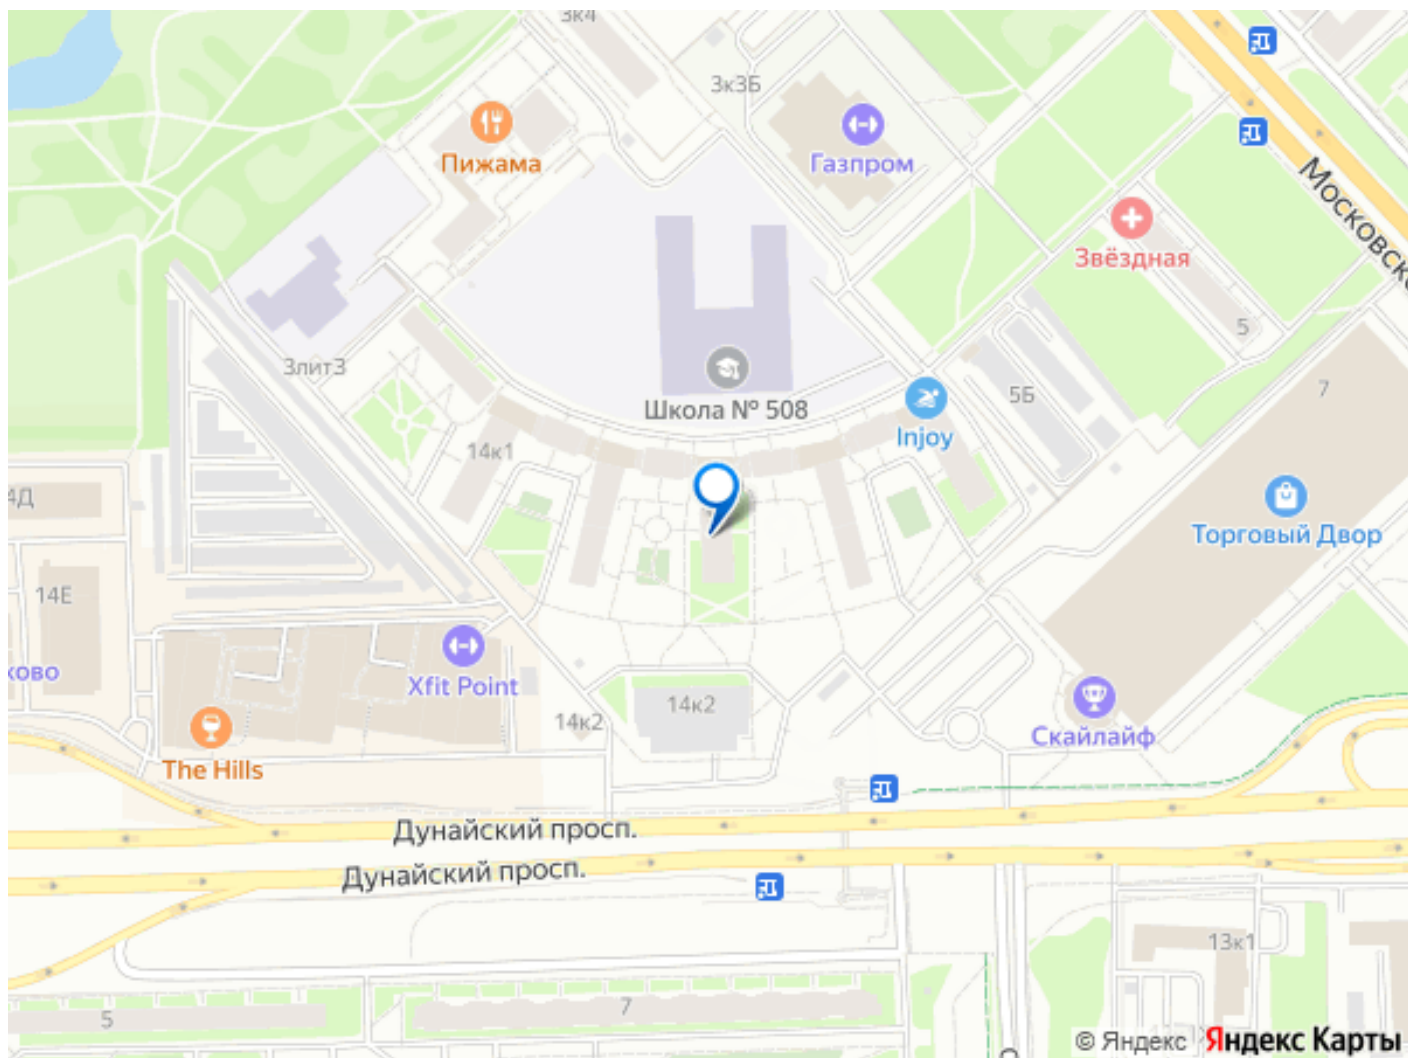 3к4
3к3Б
Пижама
Газпром
Московск
Звёздная
5
3лит3
7
5Б
Школа № 508
Injoy
14к1
4Д
Торговый Двор
14Е
хово
Xfit Point
14к2
14к2
Скайлайф
The Hills
Дунайский просп.
Дунайский просп.
13к1
7
5
© Яндекс Яндекс Карты